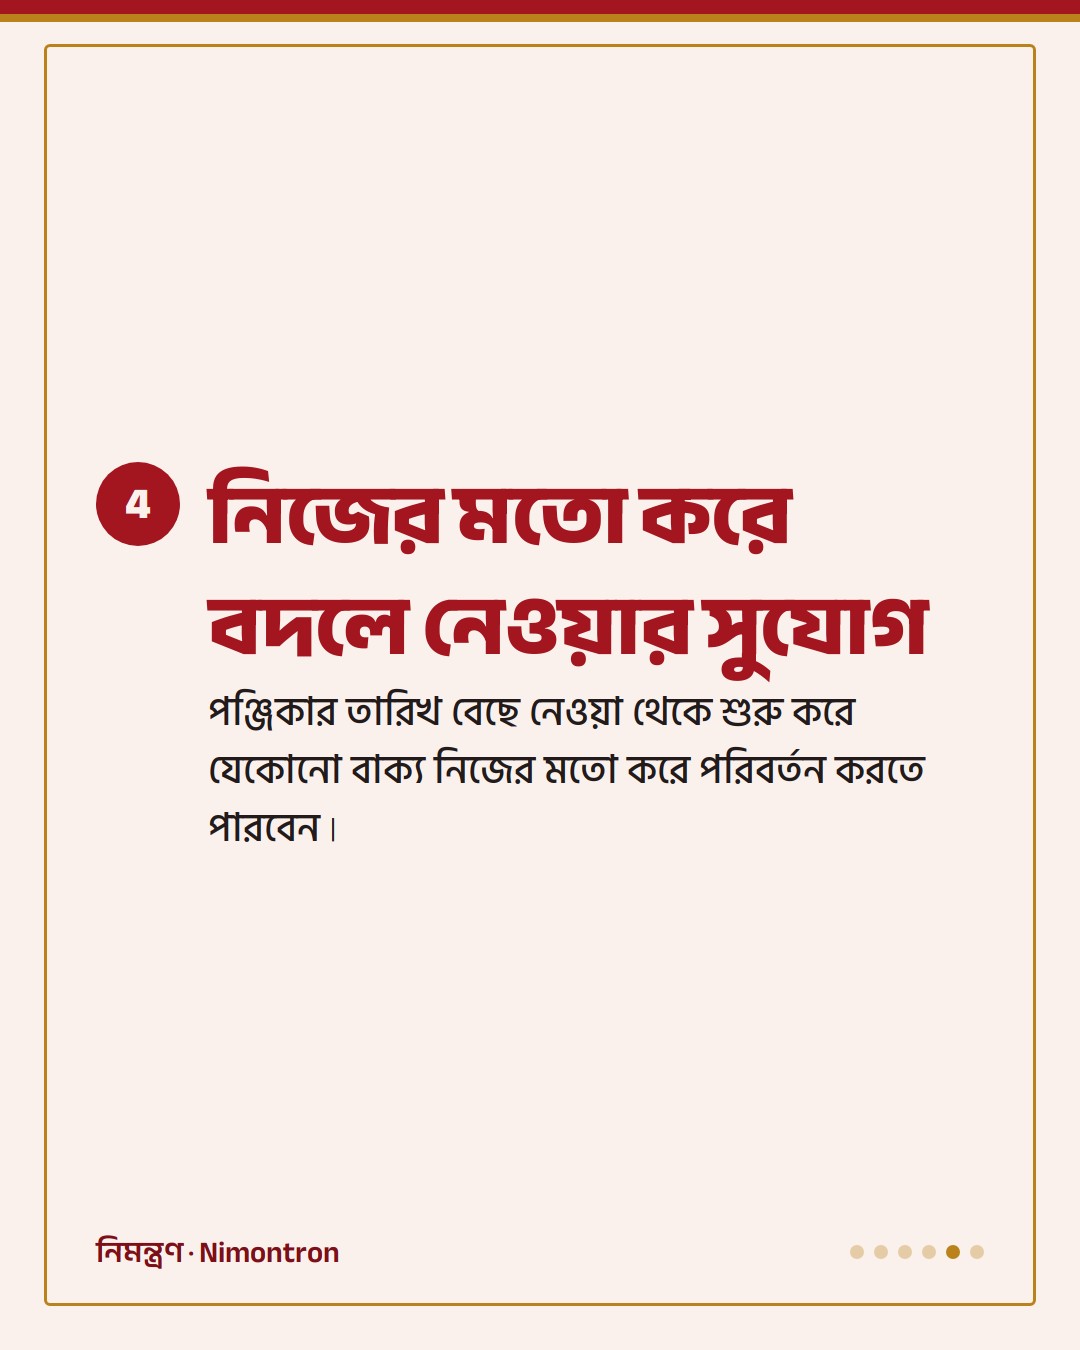 4
নিজের মতো করে
বদলে নেওয়ার সুযোগ
পঞ্জিকার তারিখ বেছে নেওয়া থেকে শুরু করে
যেকোনো বাক্য নিজের মতো করে পরিবর্তন করতে
পারবেন।
নিমন্ত্রণ · Nimontron